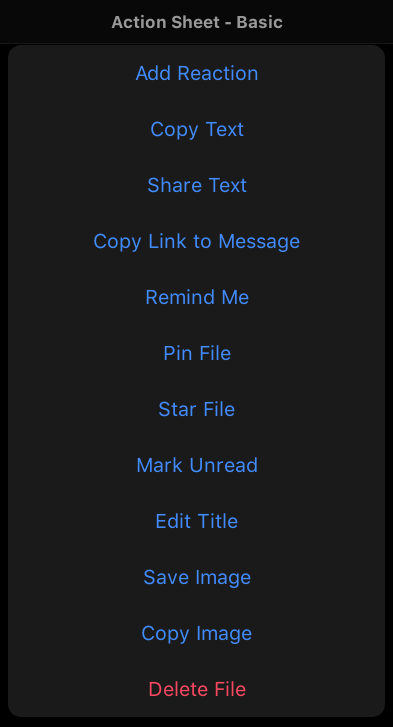 Action Sheet - Basic
Add Reaction
Copy Text
Share Text
Copy Link to Message
Remind Me
Pin File
Star File
Mark Unread
Edit Title
Save Image
Copy Image
Delete File